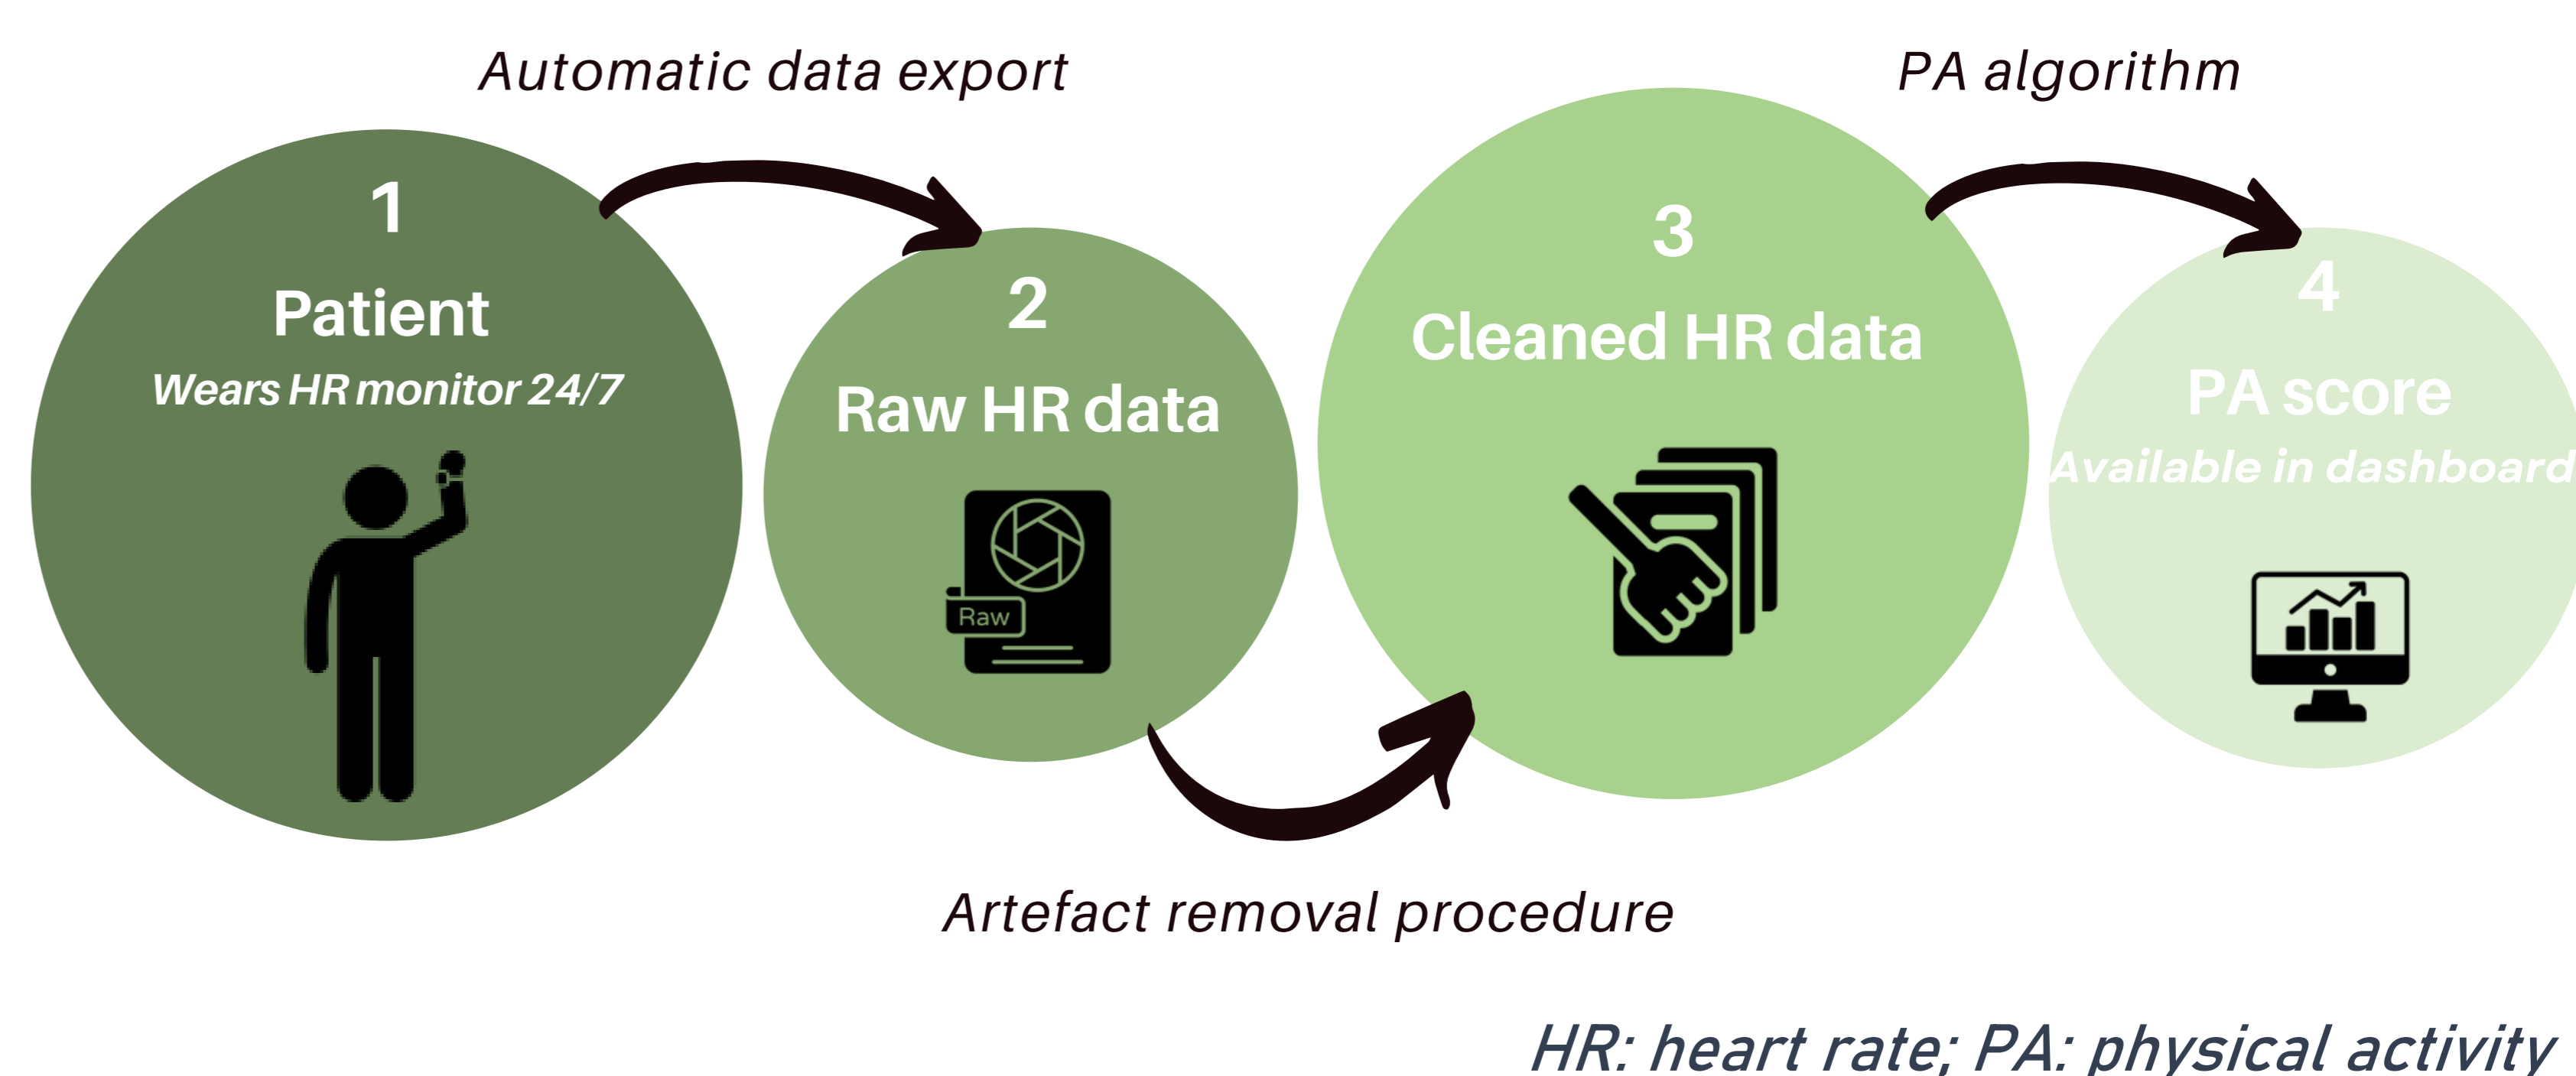 Automatic data export
PA algorithm
1
Patient
Wears HR monitor 24/7
2
Raw HR data
Raw
3
Cleaned HR data
4
PA score
Available in dashboard
Artefact removal procedure
HR: heart rate; PA: physical activity